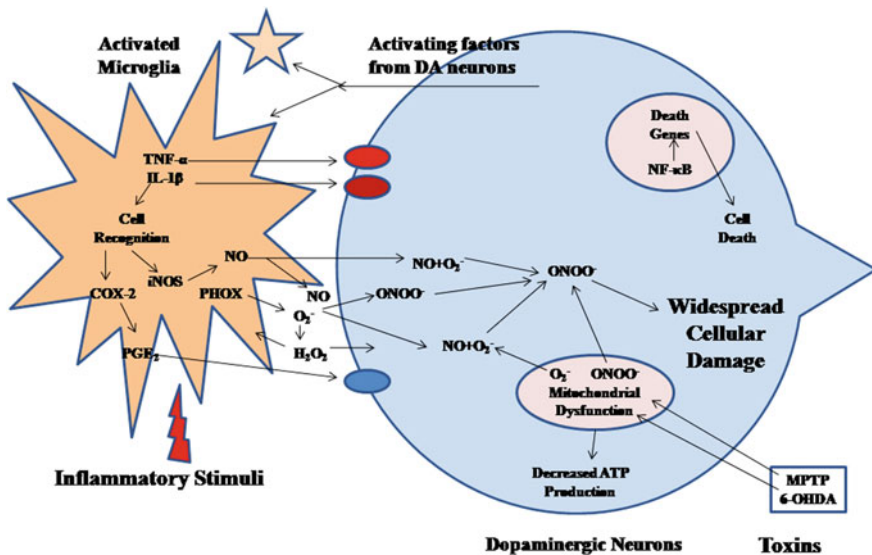 Activated
Microglia
Activating factors
from DA neurons
TNF-α
IL-1β
Cell
Recognition
COX-2
iNOS
NO
PHOX
PGE₂
NO
O₂⁻
H₂O₂
ONOO⁻
NO+O₂⁻
NO+O₂⁻
ONOO⁻
Death
Genes
NF-κB
Cell
Death
Widespread
Cellular
Damage
O₂⁻ ONOO⁻
Mitochondrial
Dysfunction
Decreased ATP
Production
MPTP
6-OHDA
Inflammatory Stimuli
Dopaminergic Neurons
Toxins